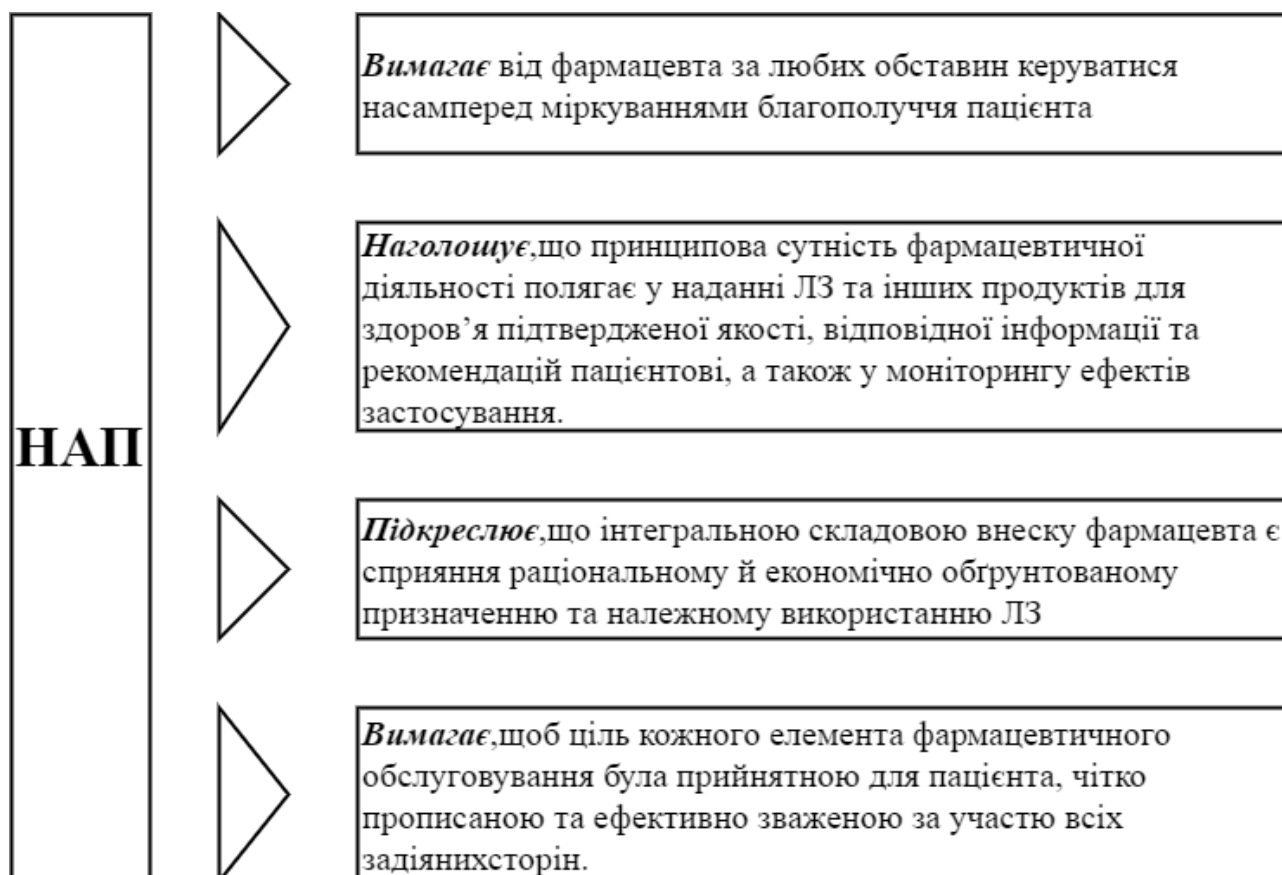 Вимагає від фармацевта за любих обставин керуватися
насамперед міркуваннями благополуччя пацієнта
Наголошує,що принципова сутність фармацевтичної
діяльності полягає у наданні ЛЗ та інших продуктів для
здоров’я підтвердженої якості, відповідної інформації та
рекомендацій пацієнтові, а також у моніторингу ефектів
застосування.
НАП
Підкреслює,що інтегральною складовою внеску фармацевта є
сприяння раціональному й економічно обґрунтованому
призначенню та належному використанню ЛЗ
Вимагає,щоб ціль кожного елемента фармацевтичного
обслуговування була прийнятною для пацієнта, чітко
прописаною та ефективно зваженою за участю всіх
задіянихсторін.